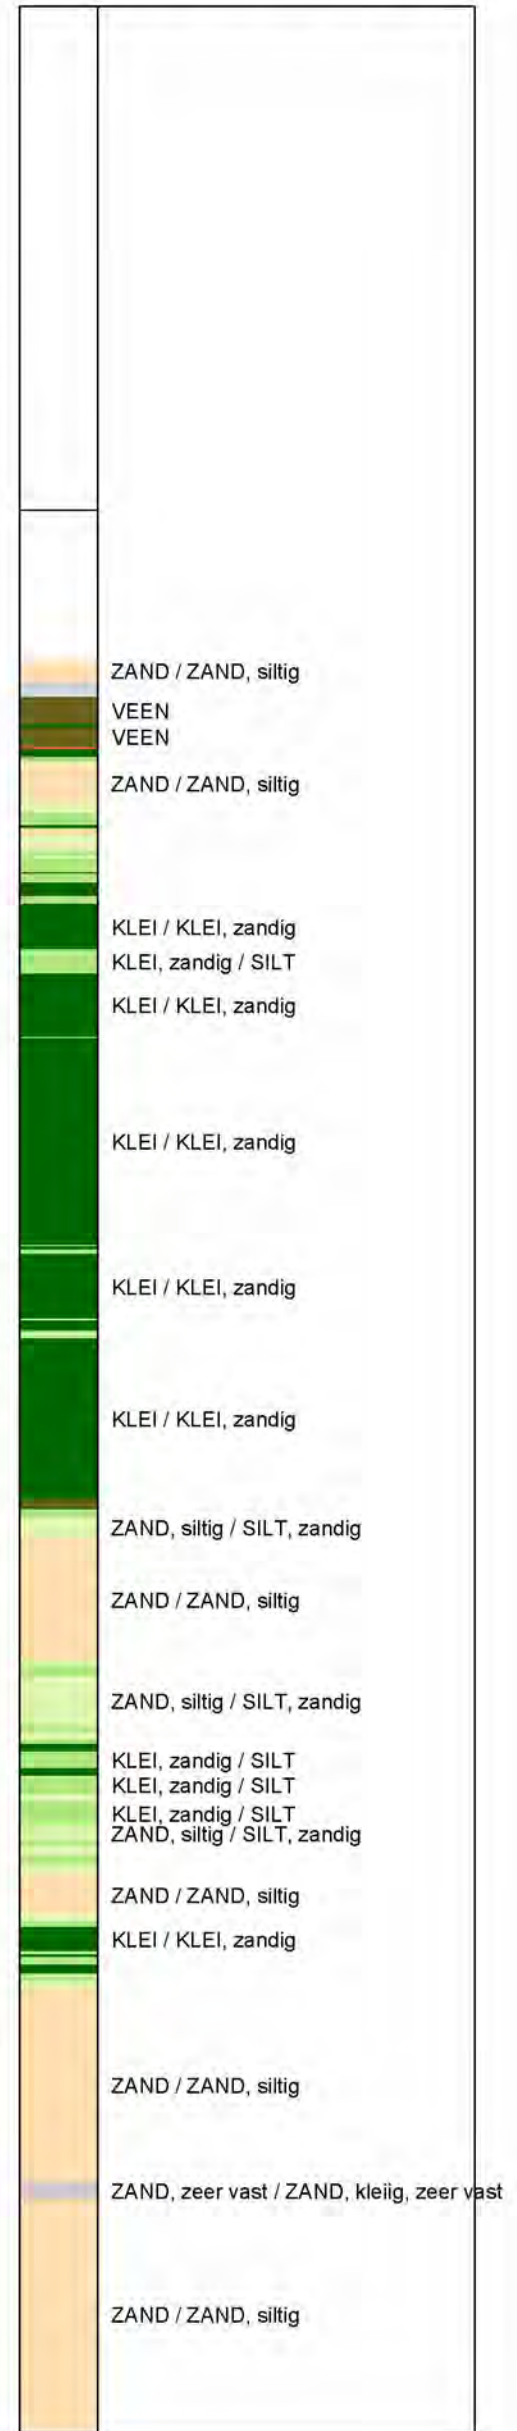 ZAND / ZAND, siltig
VEEN
VEEN
ZAND / ZAND, siltig
KLEI / KLEI, zandig
KLEI, zandig / SILT
KLEI / KLEI, zandig
KLEI / KLEI, zandig
KLEI / KLEI, zandig
KLEI / KLEI, zandig
ZAND, siltig / SILT, zandig
ZAND / ZAND, siltig
ZAND, siltig / SILT, zandig
KLEI, zandig / SILT
KLEI, zandig / SILT
KLEI, zandig / SILT
ZAND, siltig / SILT, zandig
ZAND / ZAND, siltig
KLEI / KLEI, zandig
ZAND / ZAND, siltig
ZAND, zeer vast / ZAND, kleiig, zeer vast
ZAND / ZAND, siltig